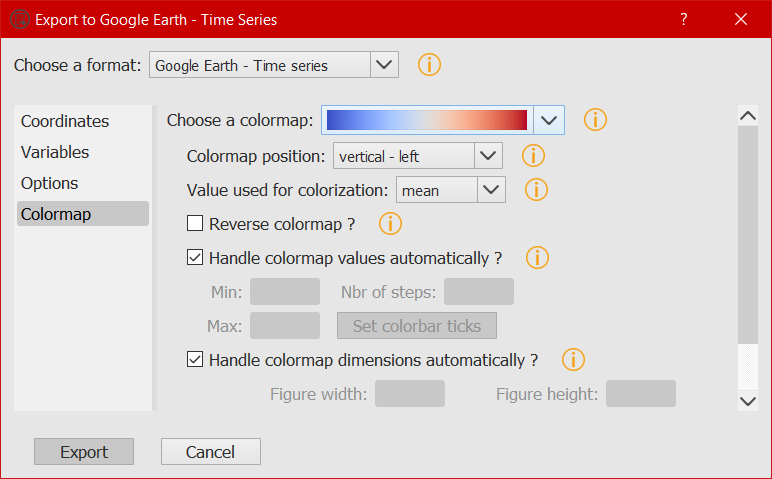 Export to Google Earth - Time Series
Choose a format: Google Earth - Time series
Coordinates
Variables
Options
Colormap
Choose a colormap:
Colormap position: vertical - left
Value used for colorization: mean
Reverse colormap ?
Handle colormap values automatically ?
Min: Nbr of steps:
Max: Set colorbar ticks
Handle colormap dimensions automatically ?
Figure width: Figure height:
Export Cancel